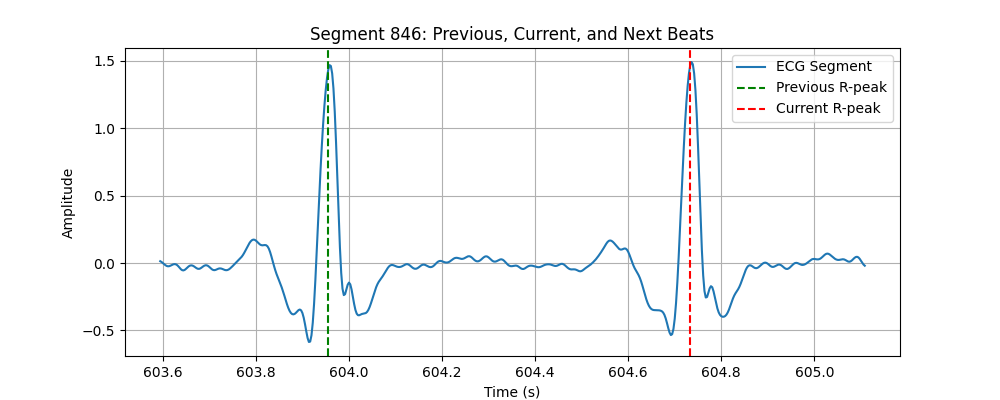 Segment 846: Previous, Current, and Next Beats
ECG Segment
Previous R-peak
Current R-peak
Amplitude
1.5
1.0
0.5
0.0
−0.5
603.6 603.8 604.0 604.2 604.4 604.6 604.8 605.0
Time (s)